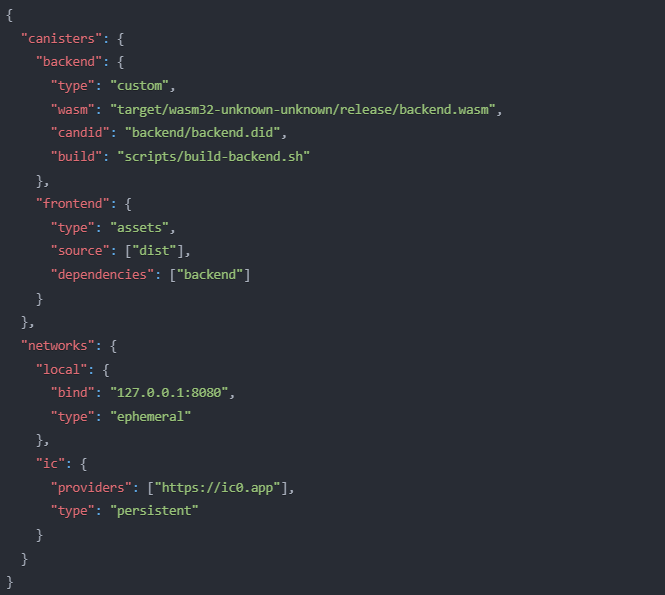 {
  "canisters": {
    "backend": {
      "type": "custom",
      "wasm": "target/wasm32-unknown-unknown/release/backend.wasm",
      "candid": "backend/backend.did",
      "build": "scripts/build-backend.sh"
    },
    "frontend": {
      "type": "assets",
      "source": ["dist"],
      "dependencies": ["backend"]
    }
  },
  "networks": {
    "local": {
      "bind": "127.0.0.1:8080",
      "type": "ephemeral"
    },
    "ic": {
      "providers": ["https://ic0.app"],
      "type": "persistent"
    }
  }
}